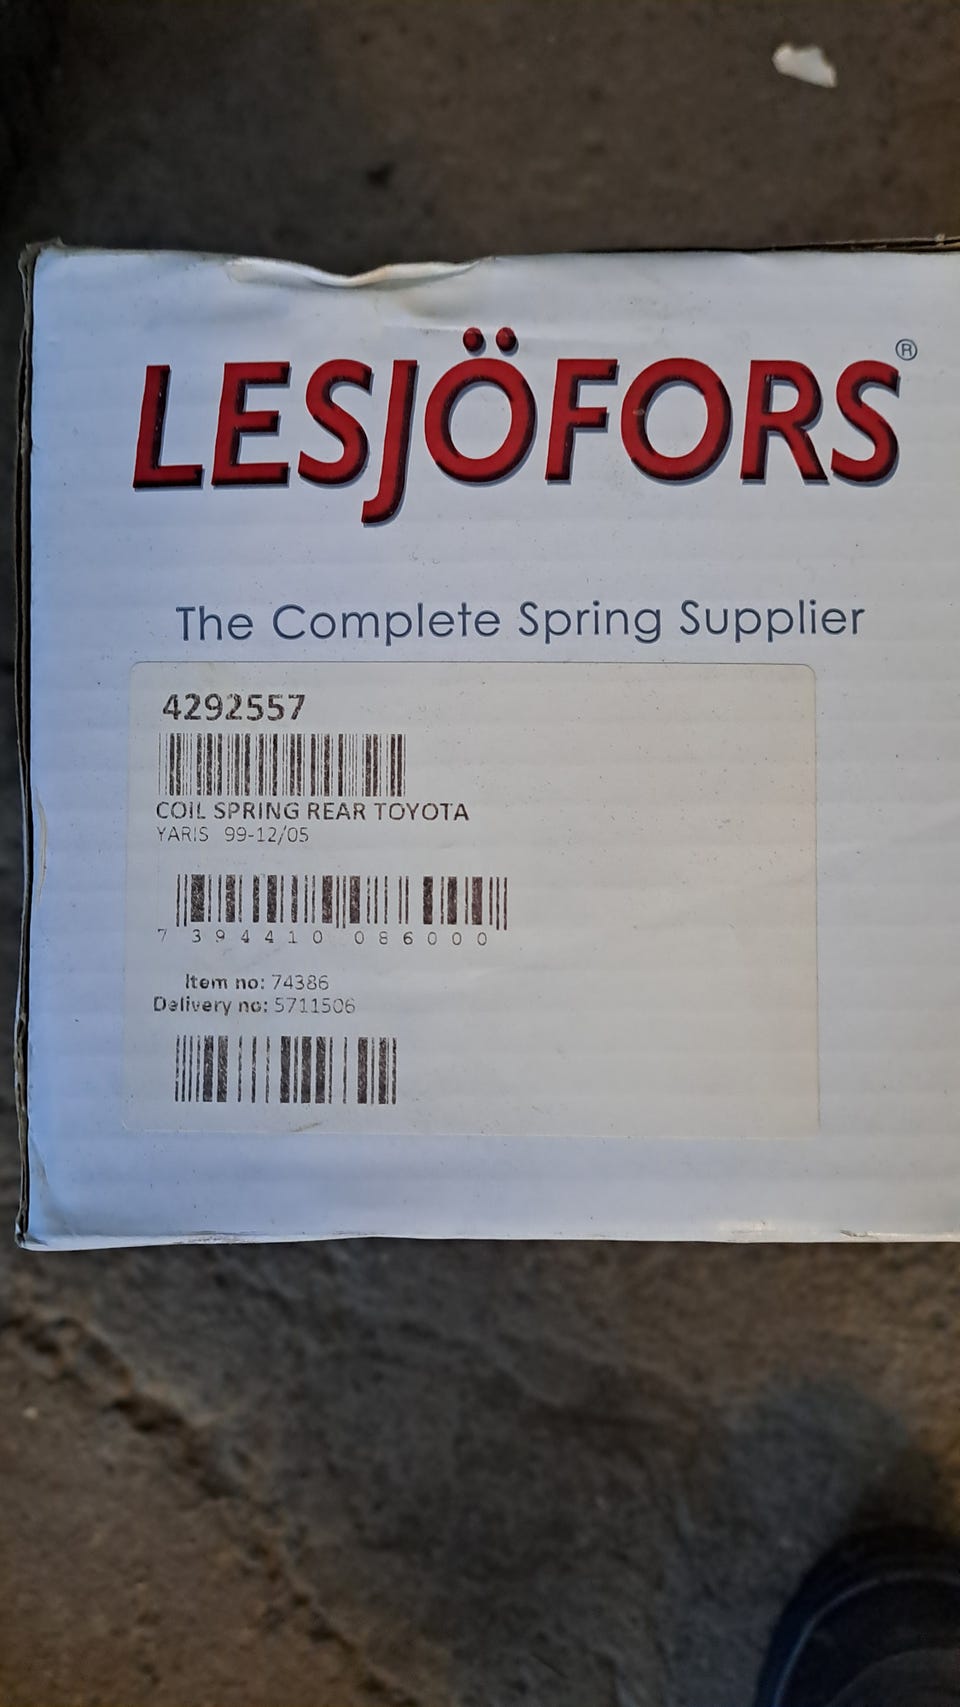 LESJÖFORS®
The Complete Spring Supplier
4292557
COIL SPRING REAR TOYOTA
YARIS 99-12/05
7 394410 086000
Item no: 74386
Delivery no: 5711506